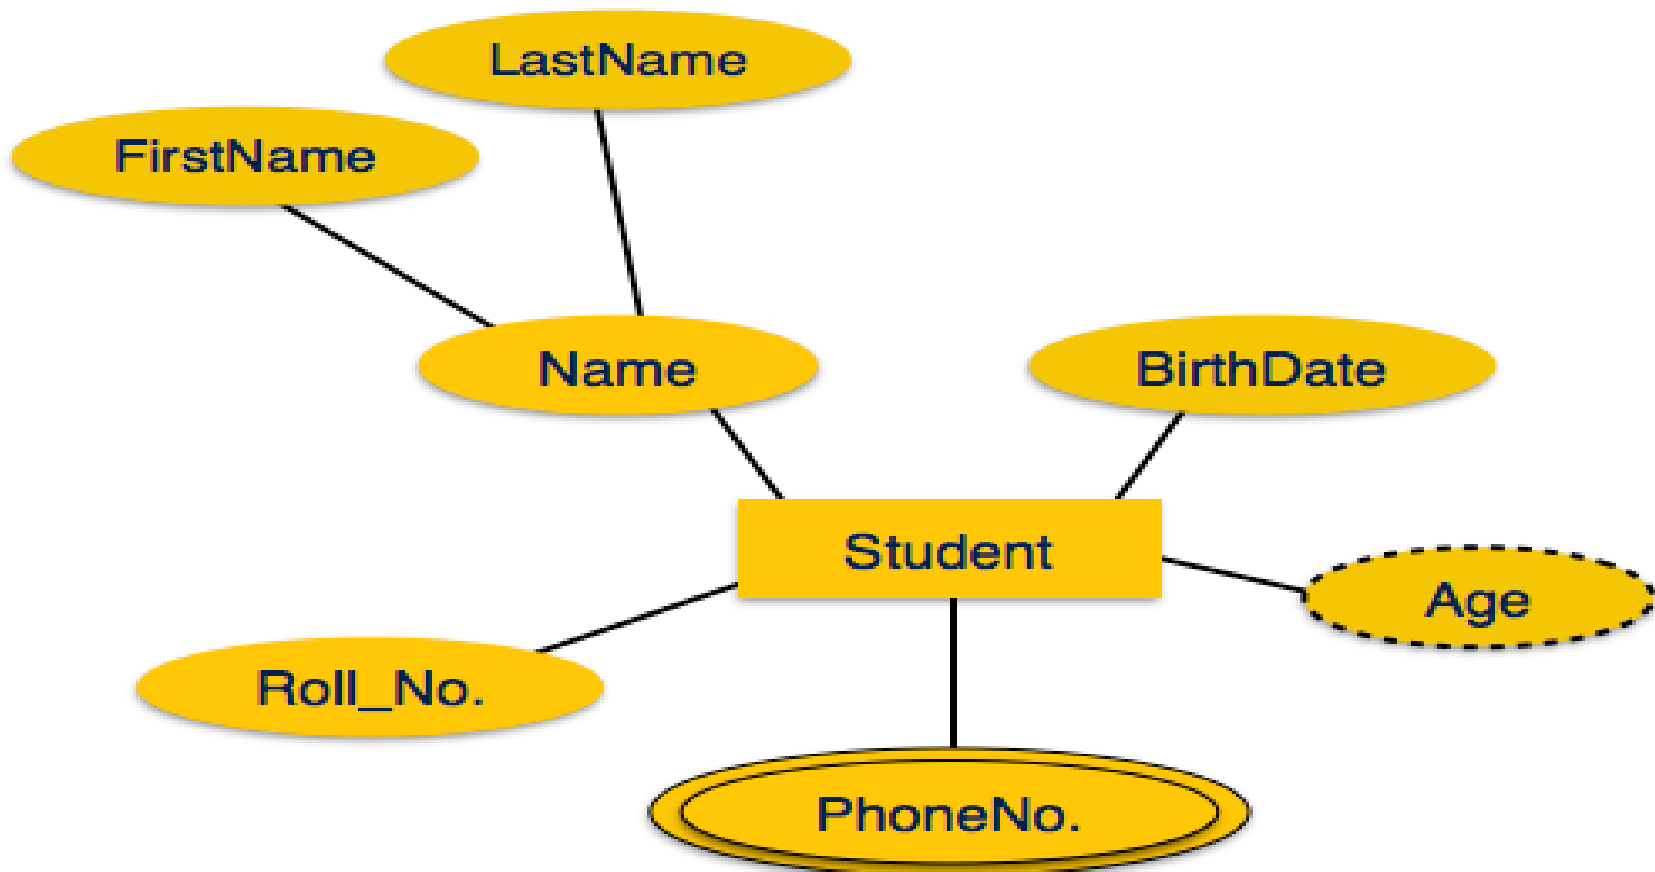 LastName
FirstName
Name
BirthDate
Student
Age
Roll_No.
PhoneNo.